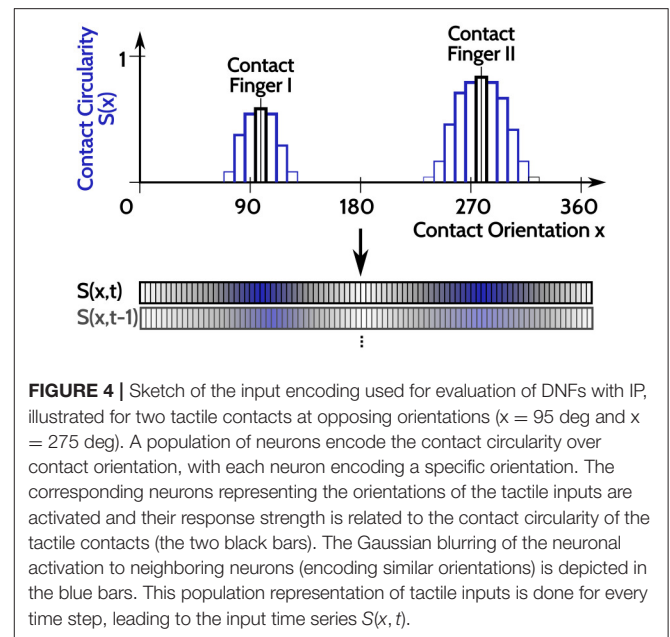 Contact Circularity
S(x)
1
Contact
Finger I
Contact
Finger II
0
90
180
270
360
Contact Orientation x
S(x,t)
S(x,t-1)
...
FIGURE 4 | Sketch of the input encoding used for evaluation of DNFs with IP,
illustrated for two tactile contacts at opposing orientations (x = 95 deg and x
= 275 deg). A population of neurons encode the contact circularity over
contact orientation, with each neuron encoding a specific orientation. The
corresponding neurons representing the orientations of the tactile inputs are
activated and their response strength is related to the contact circularity of the
tactile contacts (the two black bars). The Gaussian blurring of the neuronal
activation to neighboring neurons (encoding similar orientations) is depicted in
the blue bars. This population representation of tactile inputs is done for every
time step, leading to the input time series S(x, t).